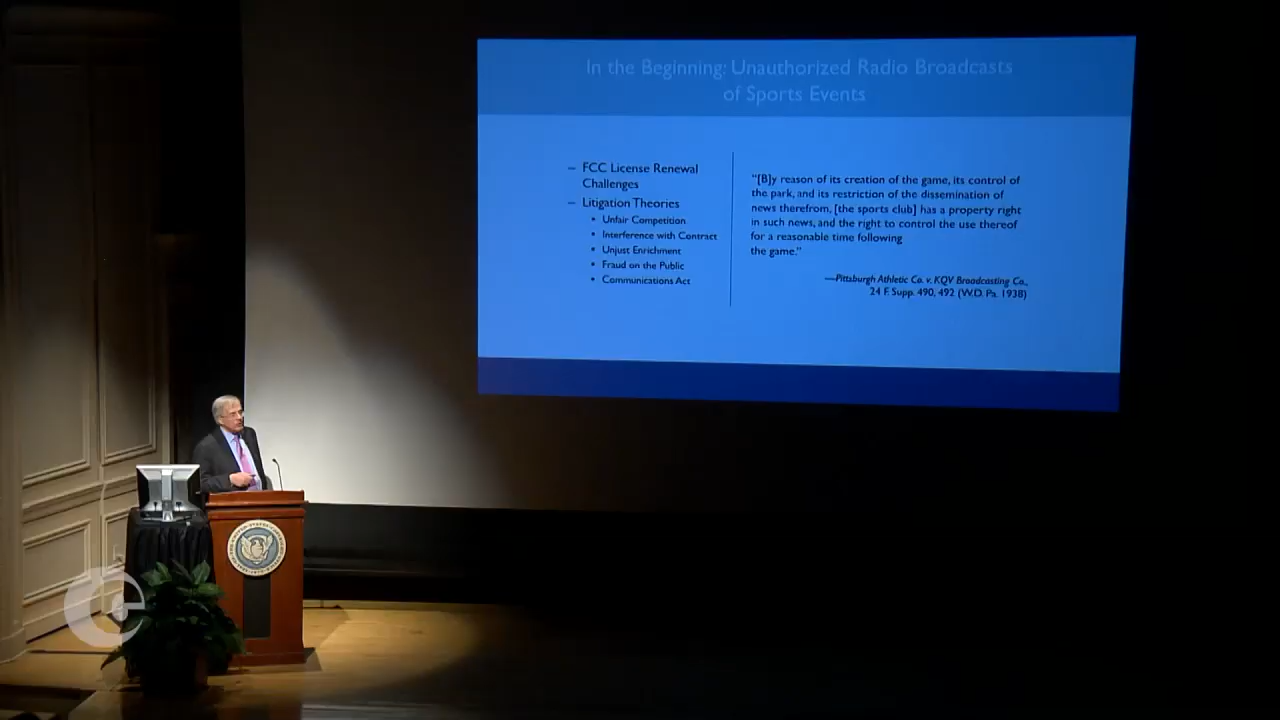 In the Beginning: Unauthorized Radio Broadcasts
of Sports Events
– FCC License Renewal
Challenges
– Litigation Theories
• Unfair Competition
• Interference with Contract
• Unjust Enrichment
• Fraud on the Public
• Communications Act
“[B]y reason of its creation of the game, its control of
the park, and its restriction of the dissemination of
news therefrom, [the sports club] has a property right
in such news, and the right to control the use thereof
for a reasonable time following
the game.”
—Pittsburgh Athletic Co. v. KQV Broadcasting Co.,
24 F. Supp. 490, 492 (W.D. Pa. 1938)